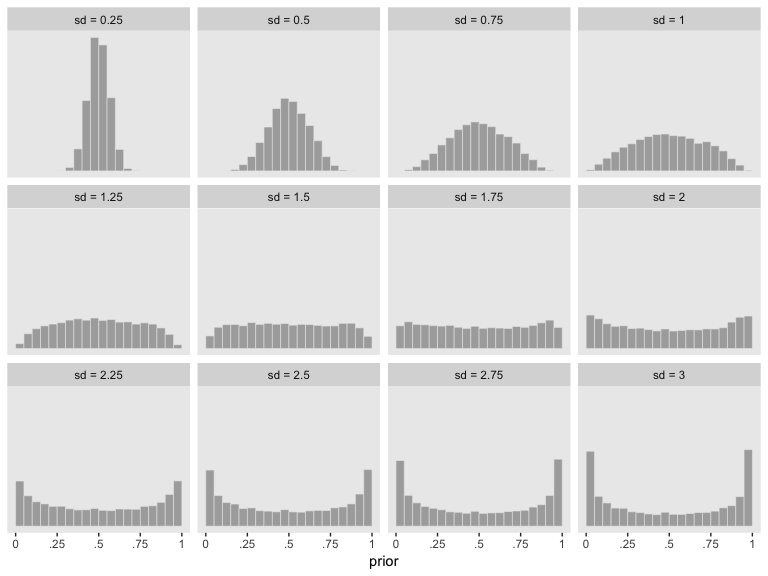 sd = 0.25
sd = 0.5
sd = 0.75
sd = 1
sd = 1.25
sd = 1.5
sd = 1.75
sd = 2
sd = 2.25
sd = 2.5
sd = 2.75
sd = 3
0 .25 .5 .75 1
0 .25 .5 .75 1
0 .25 .5 .75 1
0 .25 .5 .75 1
prior